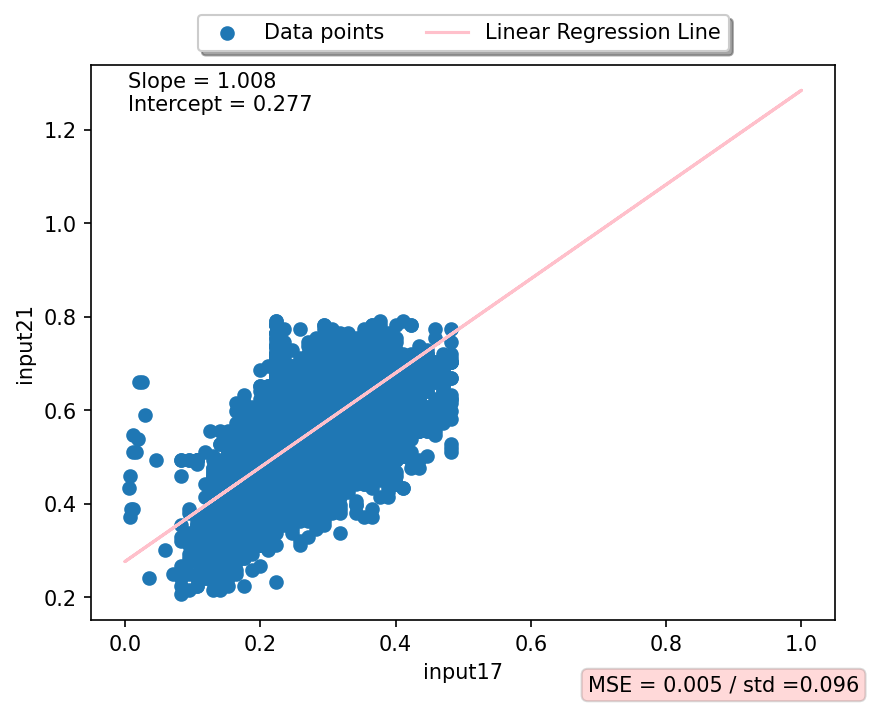 Data points
Linear Regression Line
Slope = 1.008
Intercept = 0.277
1.2
1.0
0.8
0.6
0.4
0.2
input21
0.0
0.2
0.4
0.6
0.8
1.0
input17
MSE = 0.005 / std =0.096